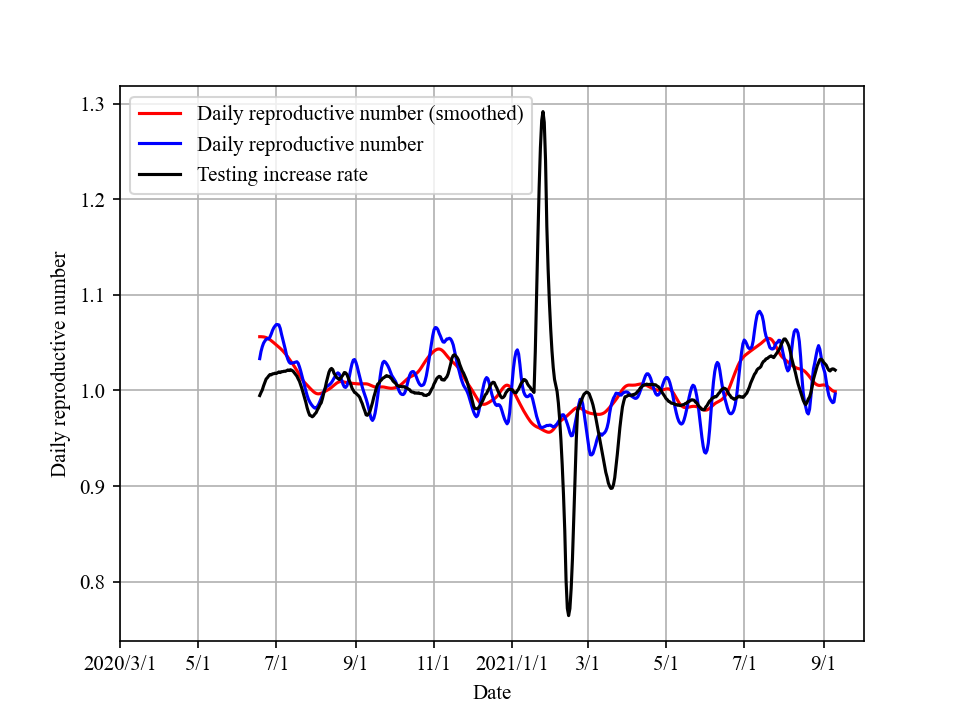 Daily reproductive number (smoothed)
Daily reproductive number
Testing increase rate
Daily reproductive number
1.3
1.2
1.1
1.0
0.9
0.8
2020/3/1 5/1 7/1 9/1 11/1 2021/1/1 3/1 5/1 7/1 9/1
Date